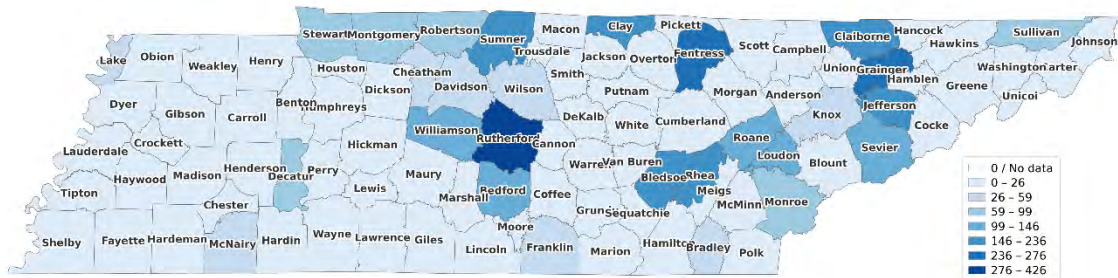 Stewart Montgomery Robertson Sumner Macon Clay Pickett Claiborne Hancock Sullivan Johnson
Lake Obion Weakley Henry Houston Trousdale Jackson Overton Fentress Scott Campbell Union Grainger Hawkins Washington Carter
Dyer Gibson Carroll Benton Humphreys Dickson Cheatham Davidson Wilson Smith Putnam Morgan Anderson Hamblen Greene Unicoi
Lauderdale Crockett Hickman Williamson Rutherford Cannon DeKalb White Cumberland Roane Knox Jefferson Cocke
Tipton Haywood Madison Henderson Decatur Perry Lewis Maury Marshall Redford Coffee Warren Van Buren Bledsoe Rhea Meigs Loudon Blount Sevier
Chester Moore Grundy Sequatchie McMinn Monroe
Shelby Fayette Hardeman McNairy Hardin Wayne Lawrence Giles Lincoln Franklin Marion Hamilton Bradley Polk
0 / No data
0 – 26
26 – 59
59 – 99
99 – 146
146 – 236
236 – 276
276 – 426